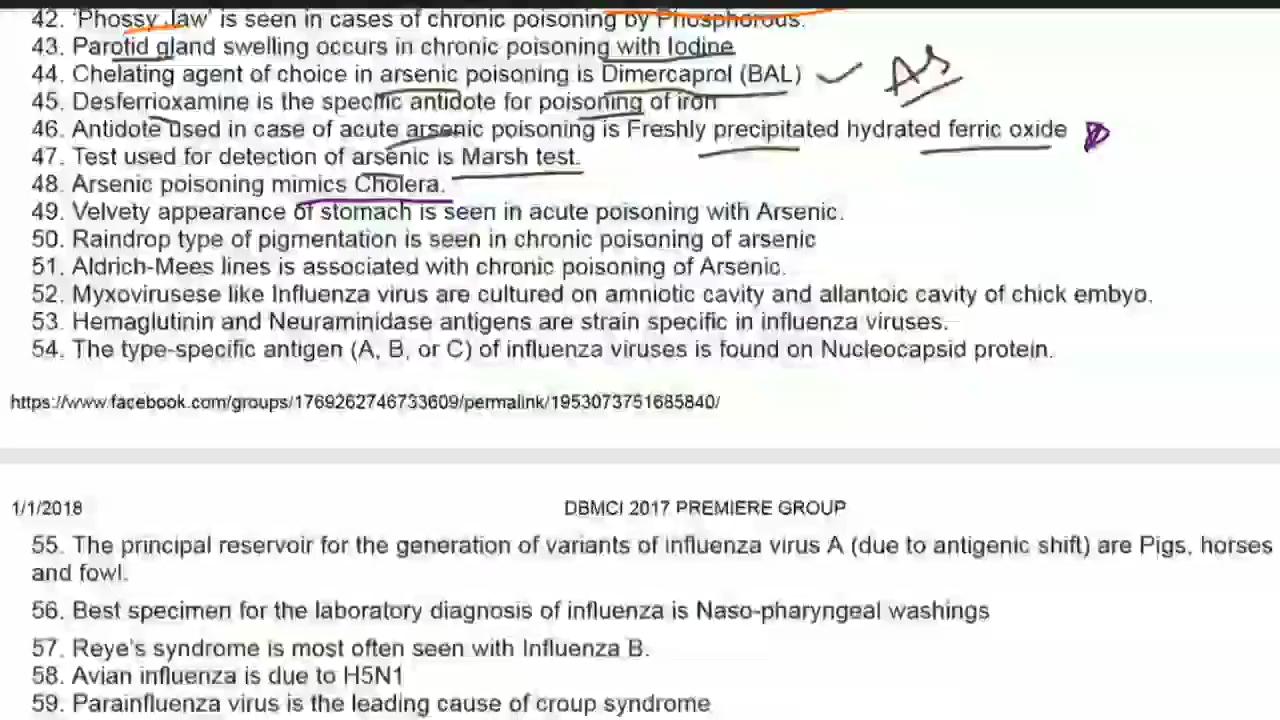 42. 'Phossy Jaw' is seen in cases of chronic poisoning by Phosphorous.
43. Parotid gland swelling occurs in chronic poisoning with Iodine
44. Chelating agent of choice in arsenic poisoning is Dimercaprol (BAL) As
45. Desferrioxamine is the specific antidote for poisoning of iron
46. Antidote used in case of acute arsenic poisoning is Freshly precipitated hydrated ferric oxide
47. Test used for detection of arsenic is Marsh test.
48. Arsenic poisoning mimics Cholera.
49. Velvety appearance of stomach is seen in acute poisoning with Arsenic.
50. Raindrop type of pigmentation is seen in chronic poisoning of arsenic
51. Aldrich-Mees lines is associated with chronic poisoning of Arsenic.
52. Myxovirusese like Influenza virus are cultured on amniotic cavity and allantoic cavity of chick embyo.
53. Hemaglutinin and Neuraminidase antigens are strain specific in influenza viruses.
54. The type-specific antigen (A, B, or C) of influenza viruses is found on Nucleocapsid protein.
https://www.facebook.com/groups/1769262746733609/permalink/1953073751685840/
1/1/2018 DBMCI 2017 PREMIERE GROUP
55. The principal reservoir for the generation of variants of influenza virus A (due to antigenic shift) are Pigs, horses
and fowl.
56. Best specimen for the laboratory diagnosis of influenza is Naso-pharyngeal washings
57. Reye's syndrome is most often seen with Influenza B.
58. Avian influenza is due to H5N1
59. Parainfluenza virus is the leading cause of croup syndrome